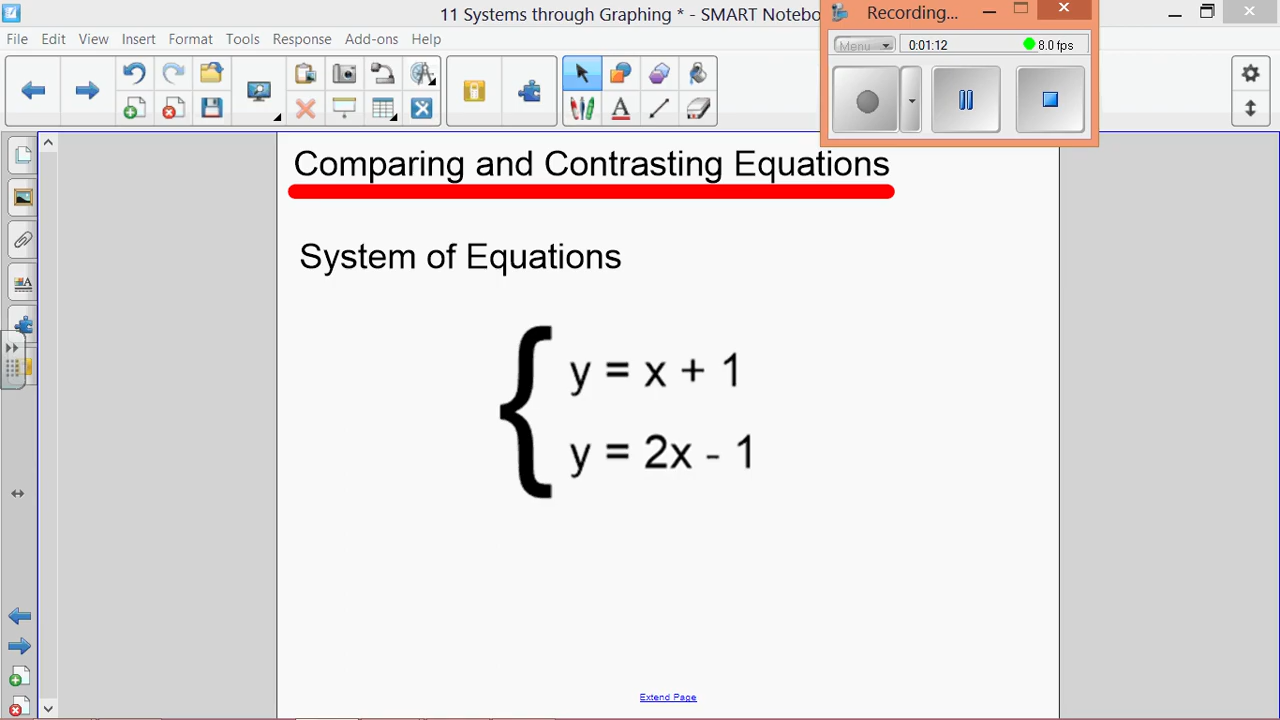 11 Systems through Graphing * - SMART Notebo
Recording...
File Edit View Insert Format Tools Response Add-ons Help
Menu 0:01:12 8.0 fps
Comparing and Contrasting Equations
System of Equations
y = x + 1
y = 2x - 1
Extend Page